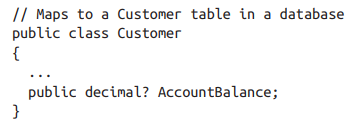 // Maps to a Customer table in a database
public class Customer
{
  ...
  public decimal? AccountBalance;
}